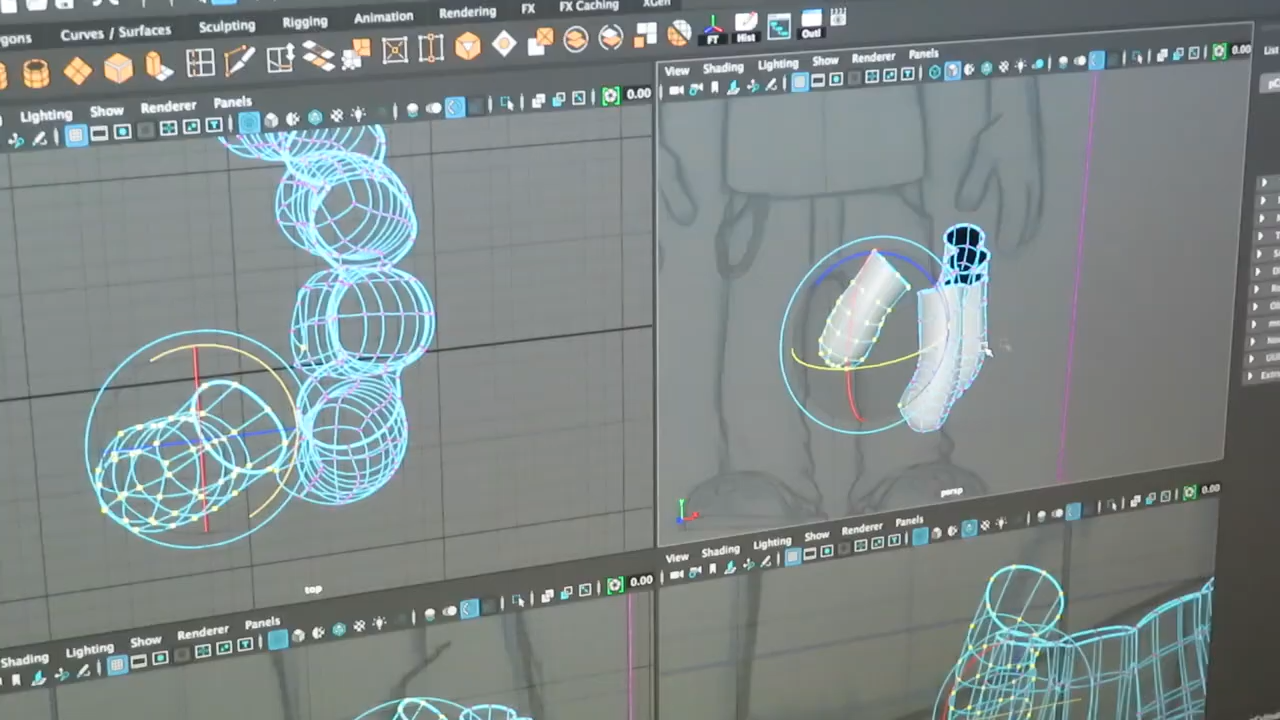 Curves / Surfaces Sculpting Rigging Animation Rendering FX FX Caching XGen
FT Hist Outl
Lighting Show Renderer Panels
0.00
View Shading Lighting Show Renderer Panels
0.00
top
persp
Shading Lighting Show Renderer Panels
0.00
View Shading Lighting Show Renderer Panels
0.00